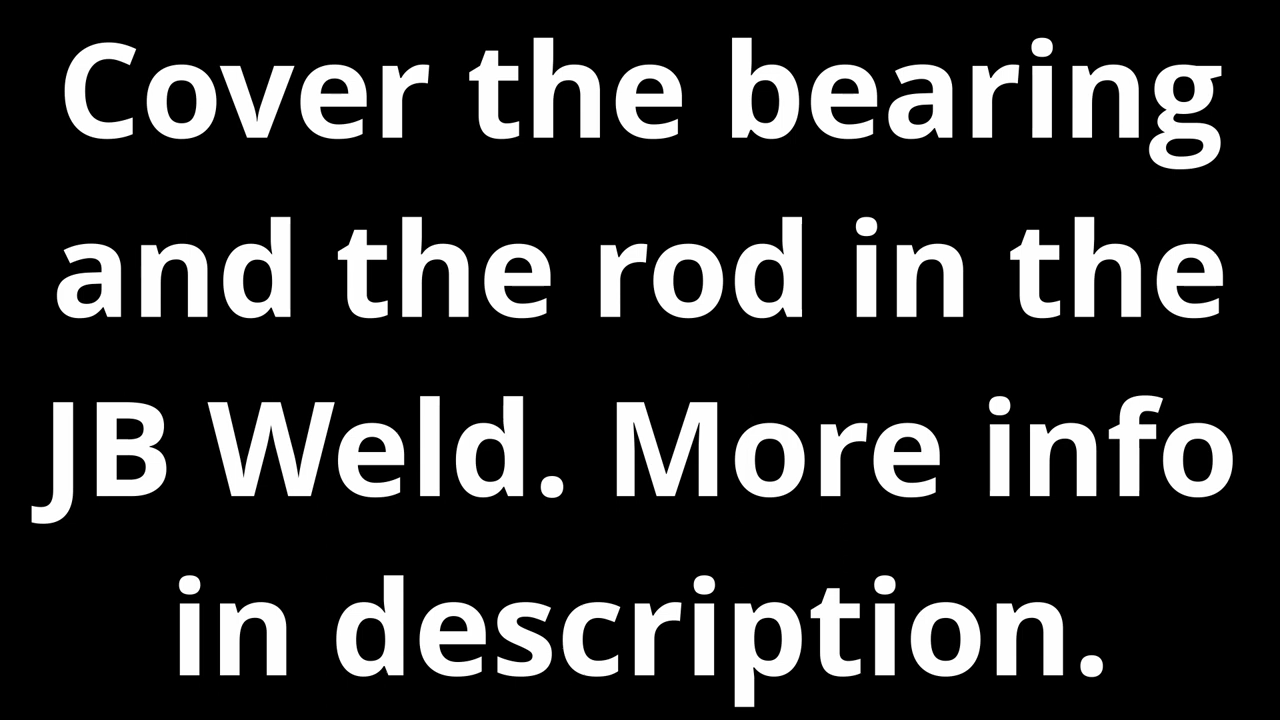 Cover the bearing
and the rod in the
JB Weld. More info
in description.